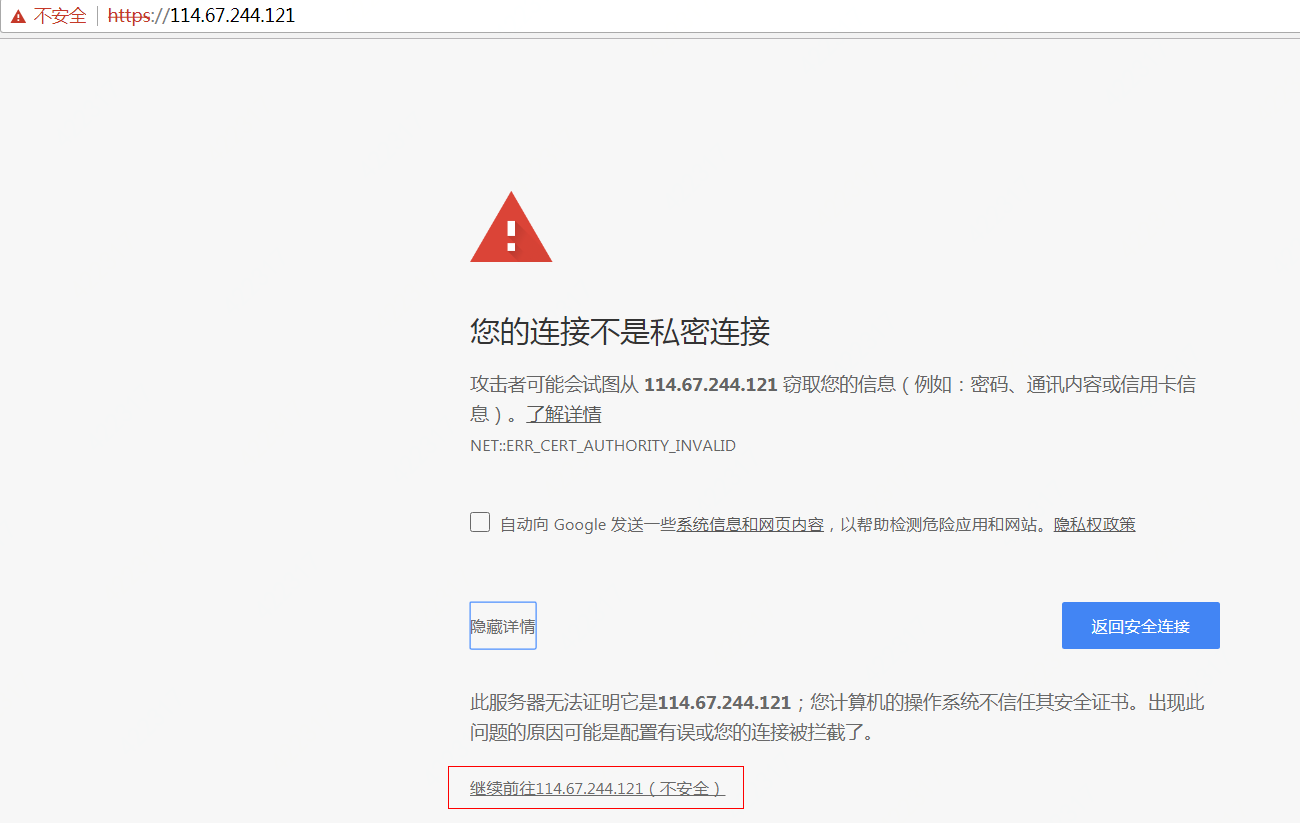 不安全 https://114.67.244.121
您的连接不是私密连接
攻击者可能会试图从 114.67.244.121 窃取您的信息（例如：密码、通讯内容或信用卡信
息）。了解详情
NET::ERR_CERT_AUTHORITY_INVALID
自动向 Google 发送一些系统信息和网页内容，以帮助检测危险应用和网站。隐私权政策
隐藏详情 返回安全连接
此服务器无法证明它是114.67.244.121；您计算机的操作系统不信任其安全证书。出现此
问题的原因可能是配置有误或您的连接被拦截了。
继续前往114.67.244.121（不安全）